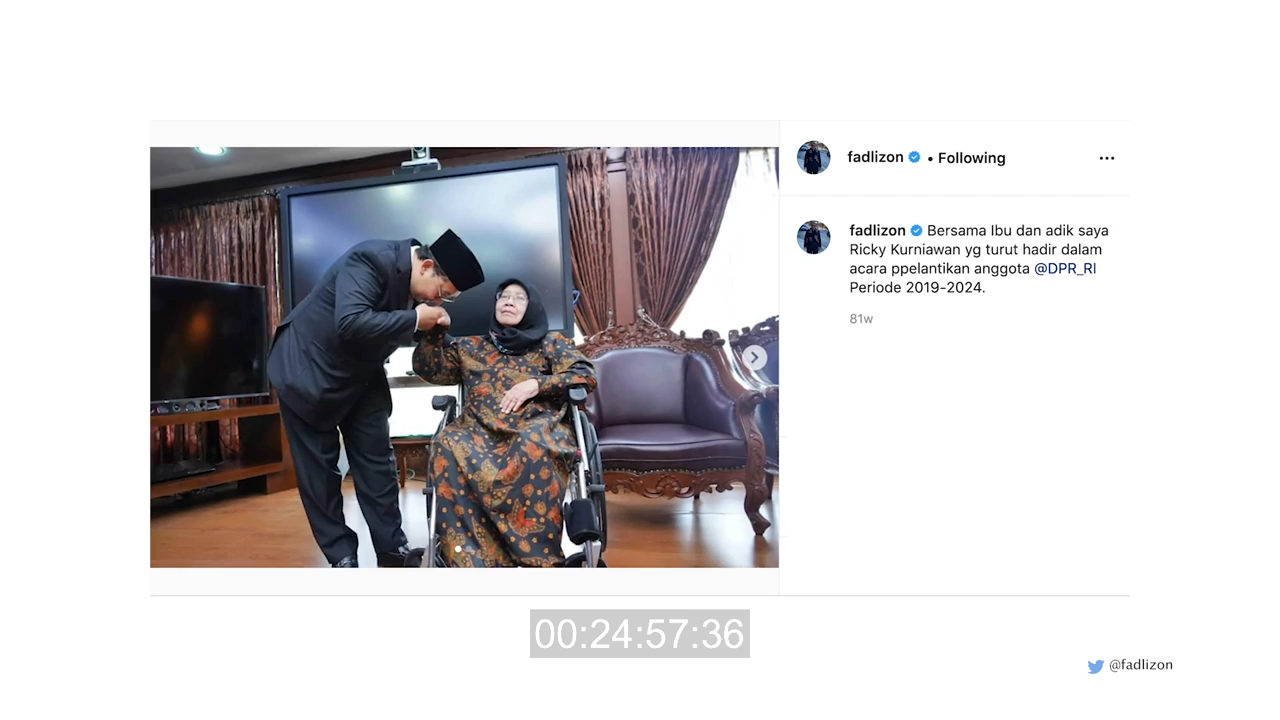 fadlizon • Following
fadlizon Bersama Ibu dan adik saya
Ricky Kurniawan yg turut hadir dalam
acara ppelantikan anggota @DPR_RI
Periode 2019-2024.
81w
00:24:57:36
@fadlizon